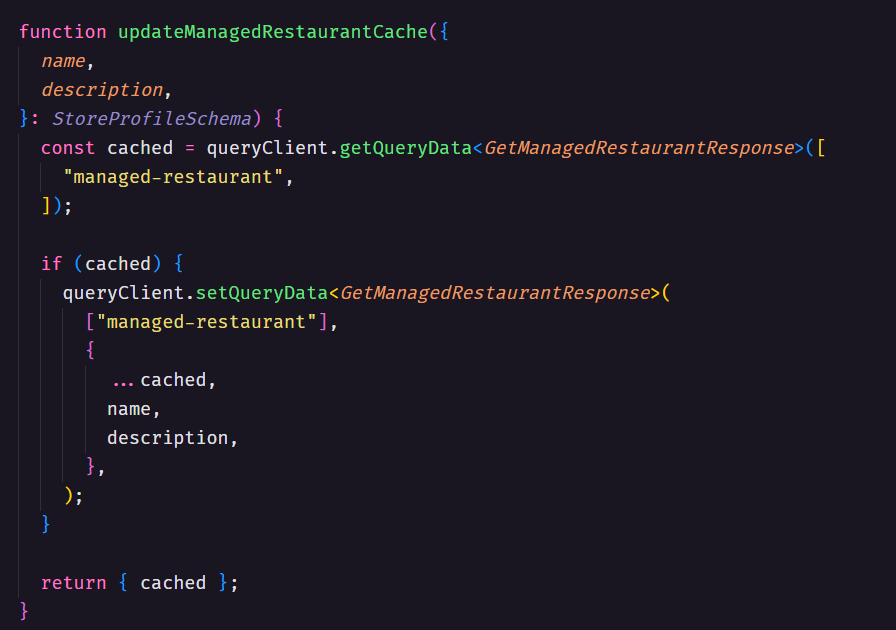 function updateManagedRestaurantCache({
  name,
  description,
}: StoreProfileSchema) {
  const cached = queryClient.getQueryData<GetManagedRestaurantResponse>([
    "managed-restaurant",
  ]);

  if (cached) {
    queryClient.setQueryData<GetManagedRestaurantResponse>(
      ["managed-restaurant"],
      {
        ...cached,
        name,
        description,
      },
    );
  }

  return { cached };
}